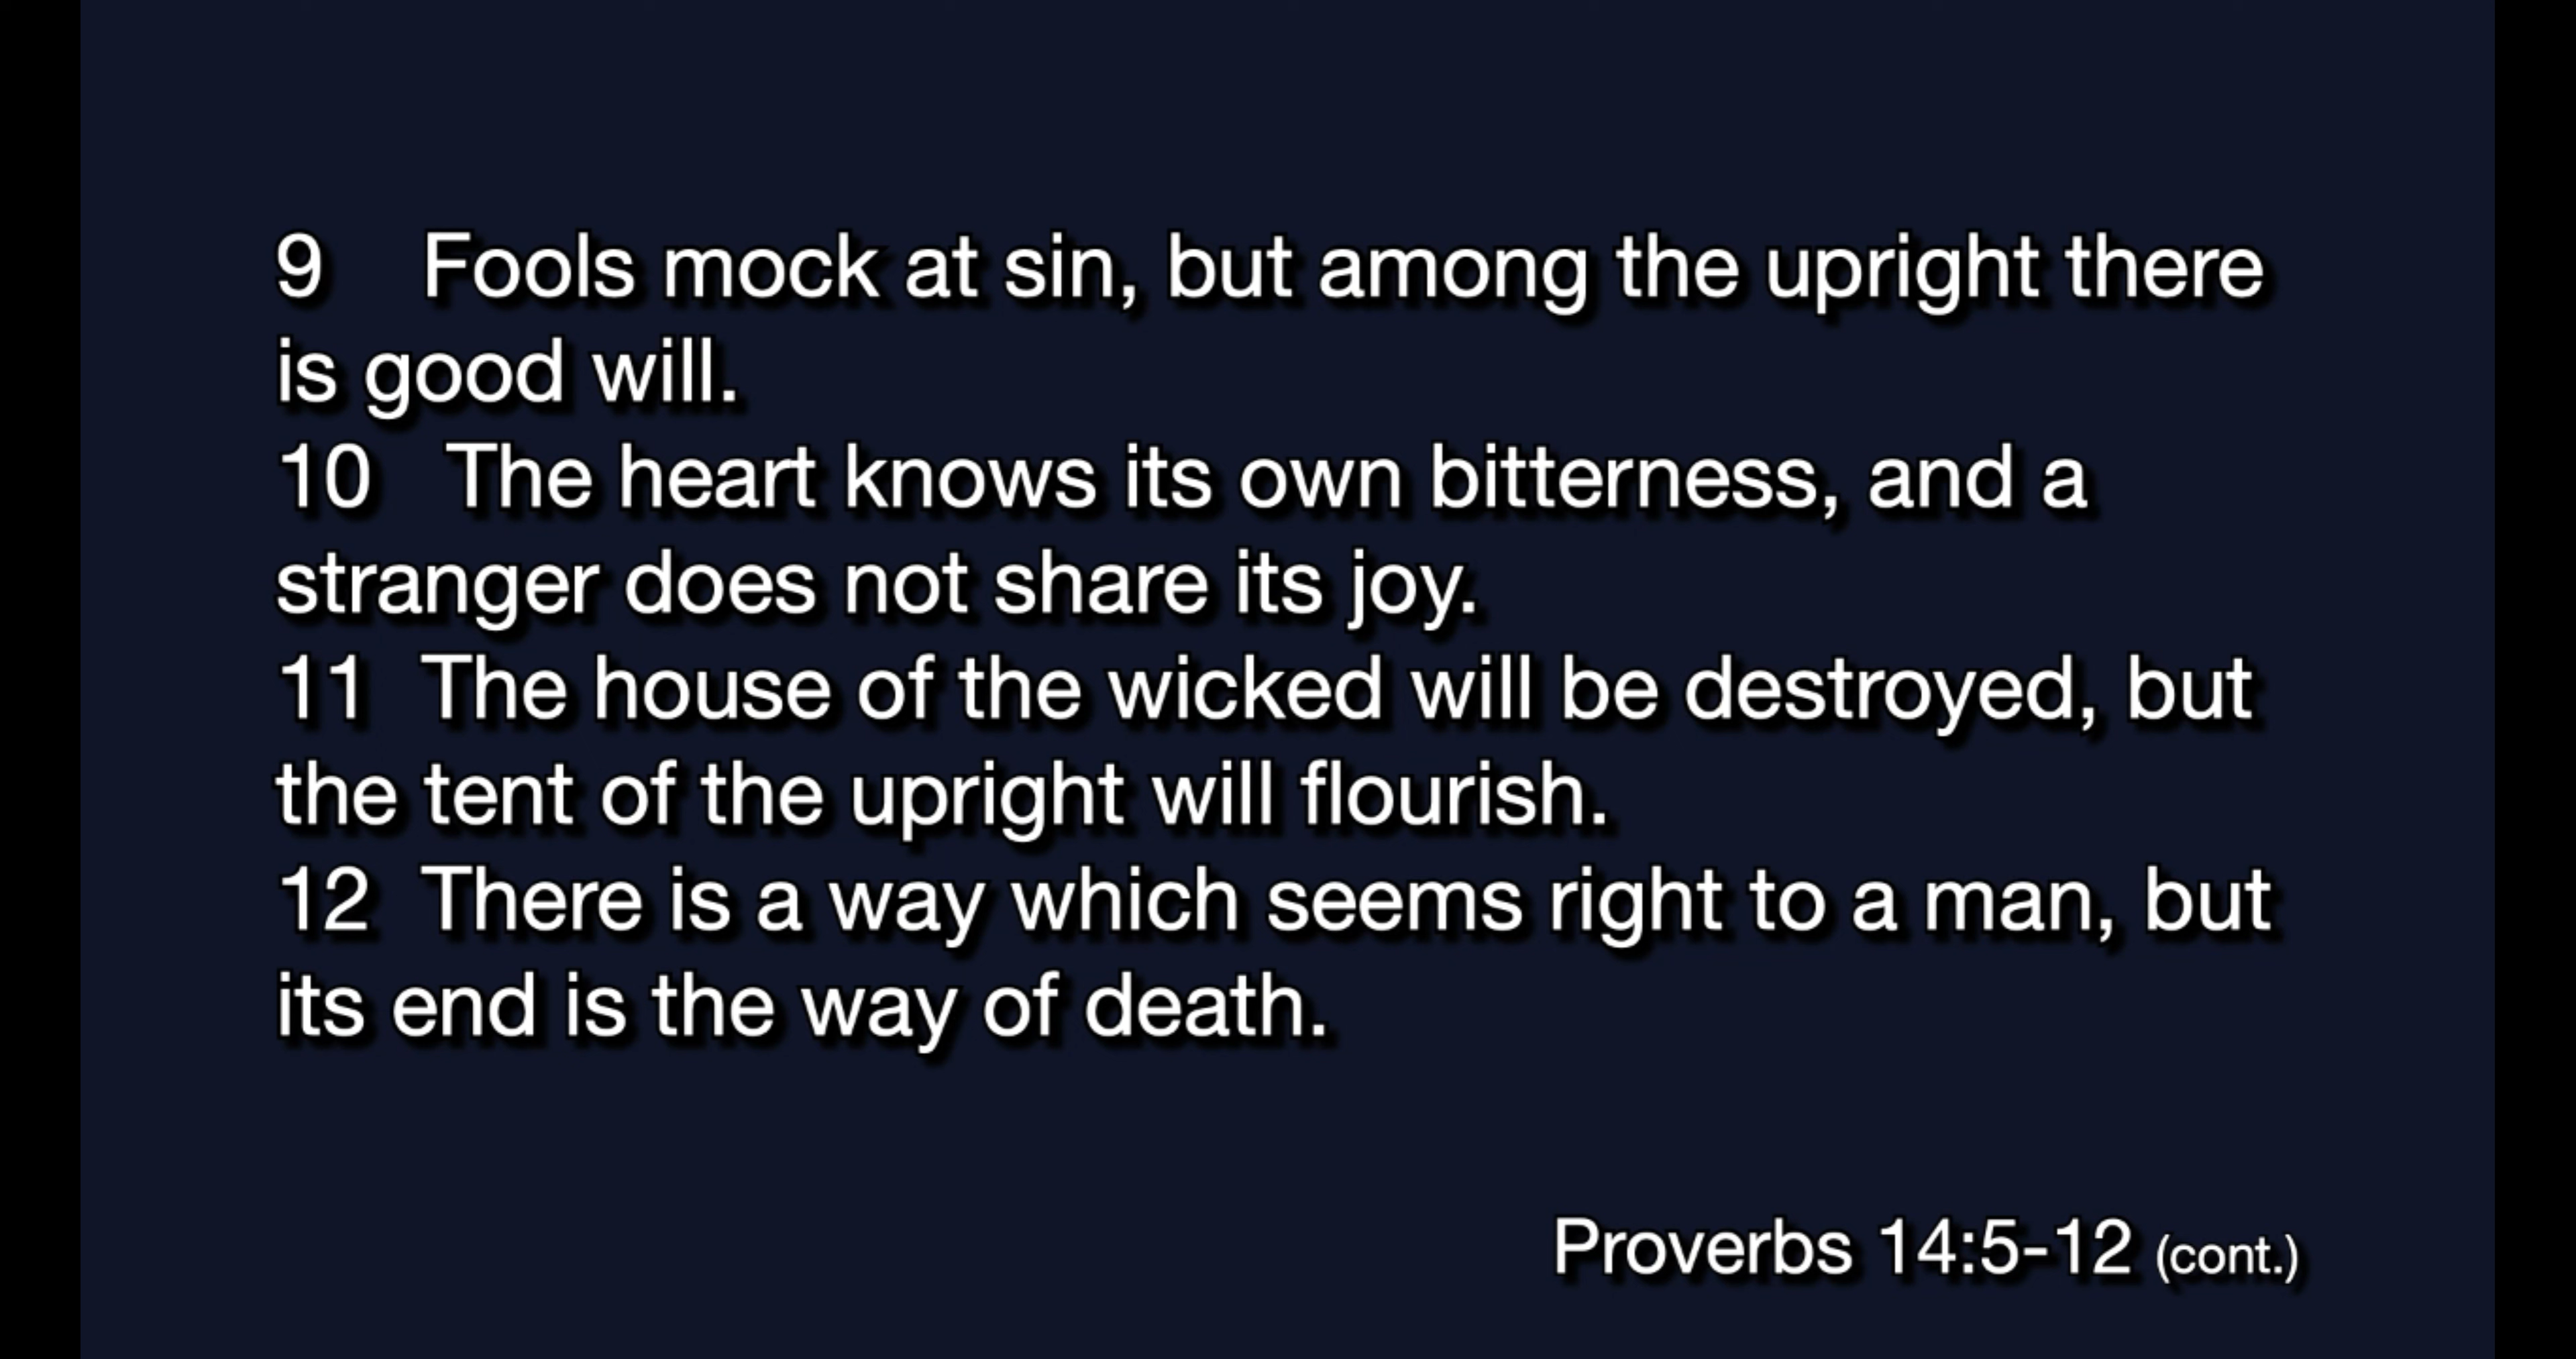 9 Fools mock at sin, but among the upright there
is good will.
10 The heart knows its own bitterness, and a
stranger does not share its joy.
11 The house of the wicked will be destroyed, but
the tent of the upright will flourish.
12 There is a way which seems right to a man, but
its end is the way of death.
Proverbs 14:5-12 (cont.)